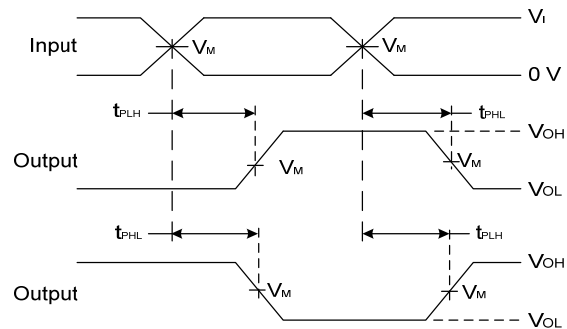 VI
Input VM VM
0 V
tPLH tPHL
VOH
Output VM VM
VOL
tPHL tPLH
VOH
Output VM VM
VOL